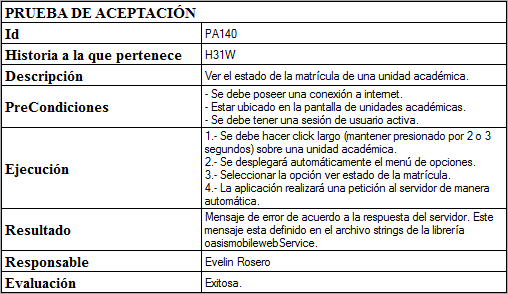 PRUEBA DE ACEPTACIÓN
Id PA140
Historia a la que pertenece H31W
Descripción Ver el estado de la matrícula de una unidad académica.
PreCondiciones - Se debe poseer una conexión a internet.
- Estar ubicado en la pantalla de unidades académicas.
- Se debe tener una sesión de usuario activa.
Ejecución 1.- Se debe hacer click largo (mantener presionado por 2 o 3
segundos) sobre una unidad académica.
2.- Se desplegará automáticamente el menú de opciones.
3.- Seleccionar la opción ver estado de la matrícula.
4.- La aplicación realizará una petición al servidor de manera
automática.
Resultado Mensaje de error de acuerdo a la respuesta del servidor. Este
mensaje esta definido en el archivo strings de la librería
oasismobilewebService.
Responsable Evelin Rosero
Evaluación Exitosa.